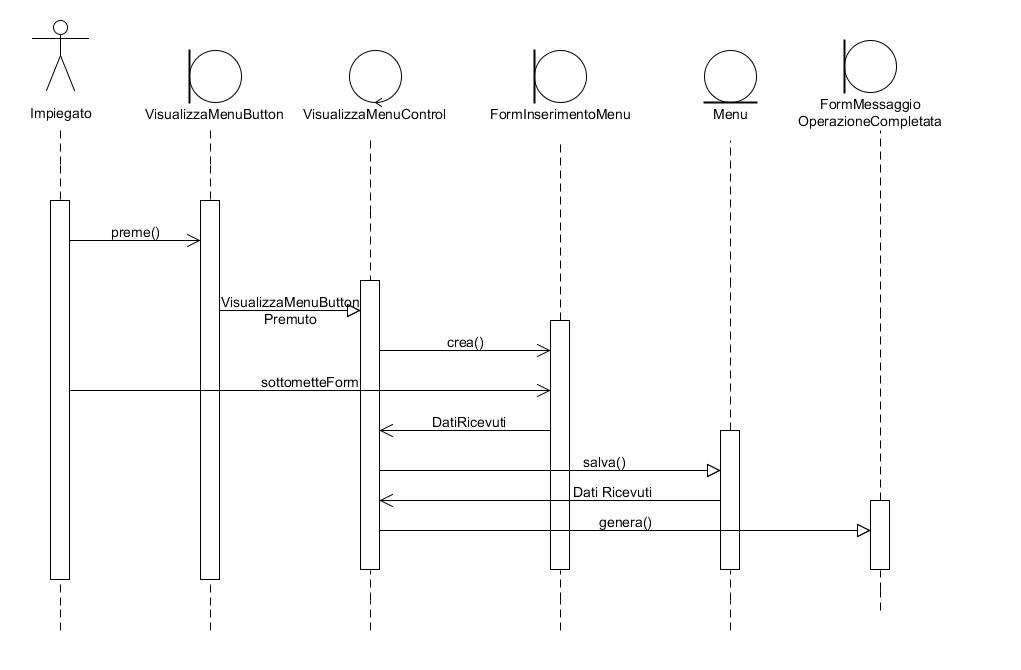 Impiegato
VisualizzaMenuButton
VisualizzaMenuControl
FormInserimentoMenu
Menu
FormMessaggio
OperazioneCompletata
preme()
VisualizzaMenuButton
Premuto
crea()
sottometteForm
DatiRicevuti
salva()
Dati Ricevuti
genera()